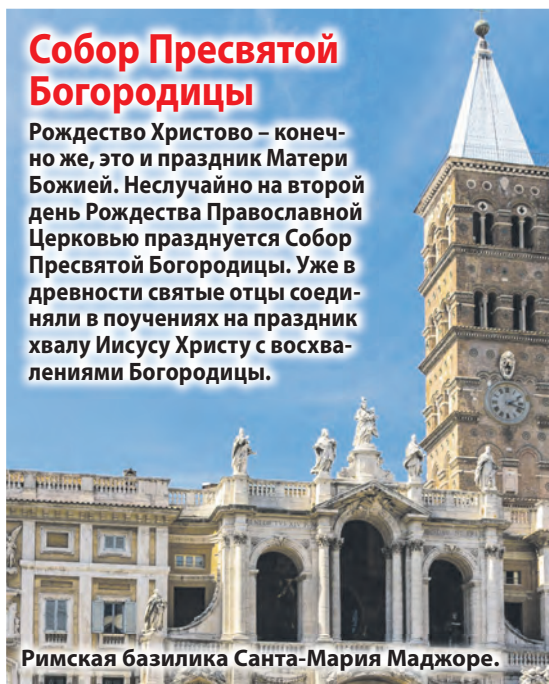 Собор Пресвятой
Богородицы
Рождество Христово – конеч-
но же, это и праздник Матери
Божией. Неслучайно на второй
день Рождества Православной
Церковью празднуется Собор
Пресвятой Богородицы. Уже в
древности святые отцы соеди-
няли в поучениях на праздник
хвалу Иисусу Христу с восхва-
лениями Богородицы.
Римская базилика Санта-Мария Маджоре.